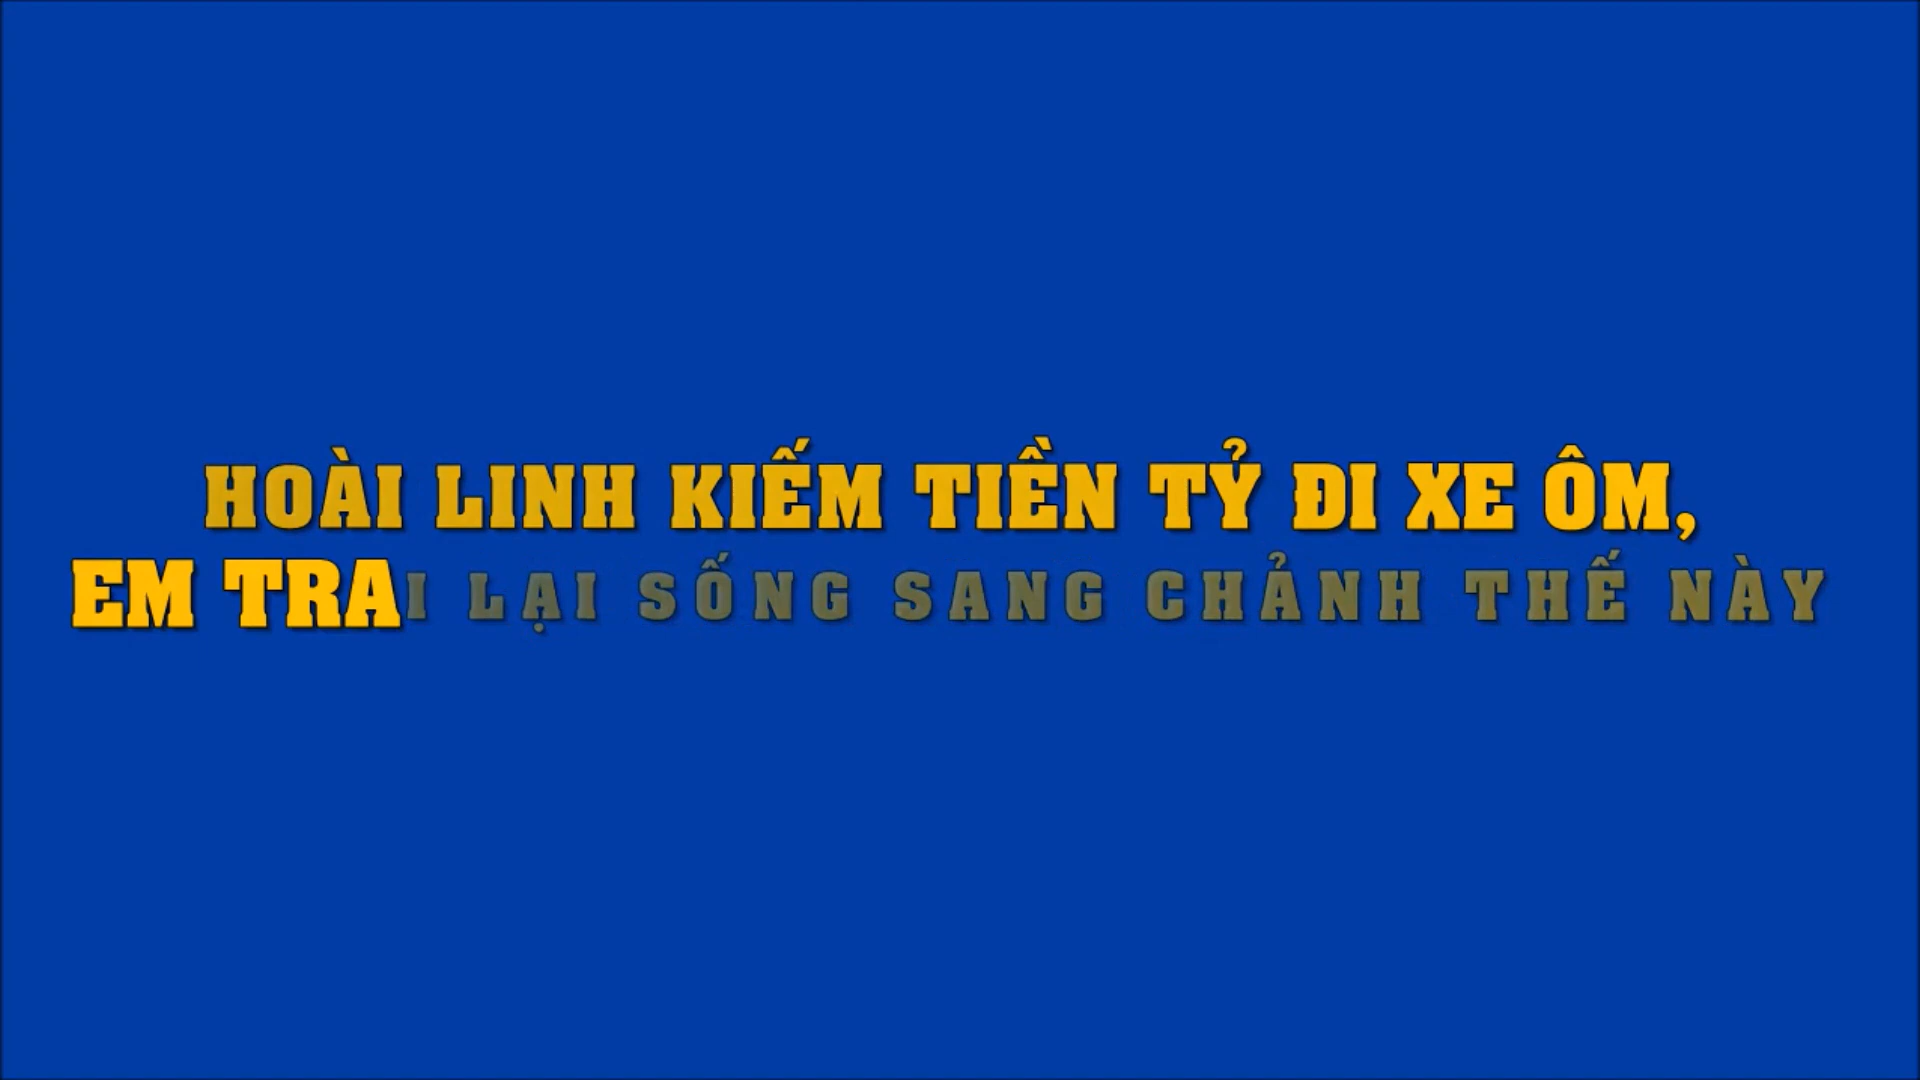 HOÀI LINH KIẾM TIỀN TỶ ĐI XE ÔM,
EM TRAI LẠI SỐNG SANG CHẢNH THẾ NÀY